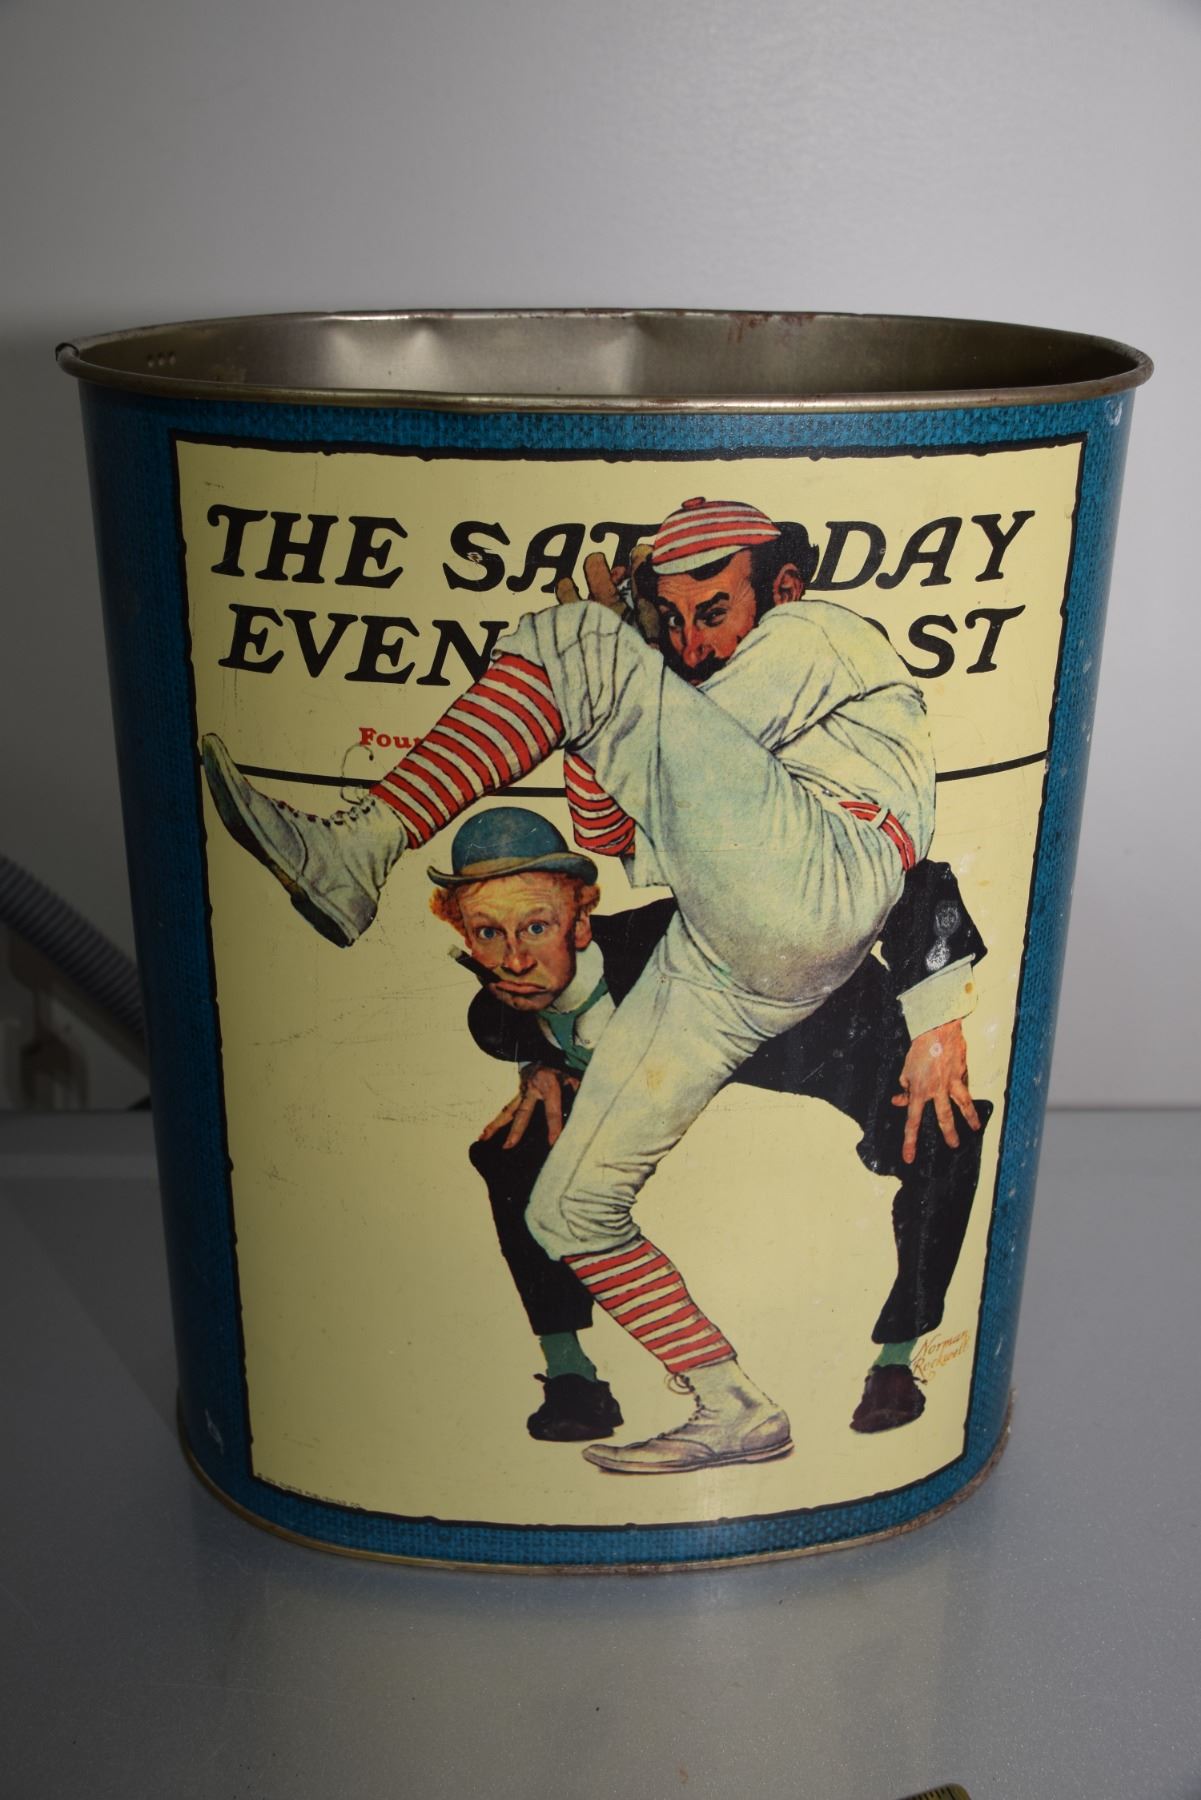 THE SAT DAY
EVEN ST
Fou
Norman
Rockwell